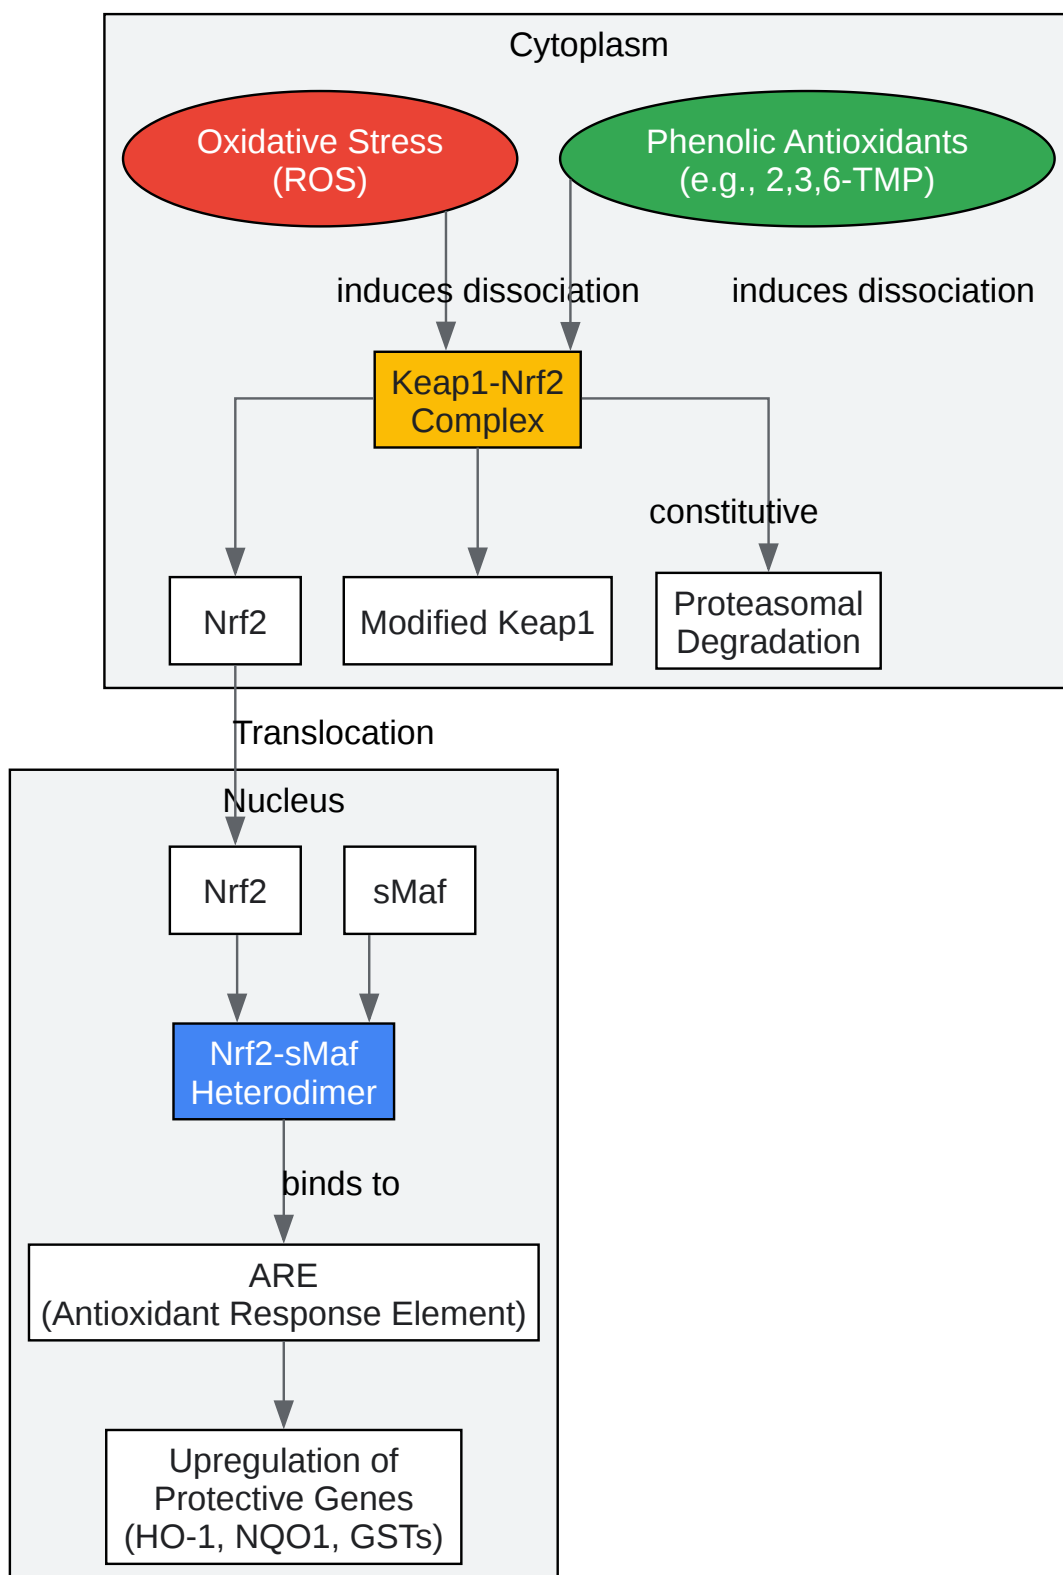 Cytoplasm
Oxidative Stress
(ROS)
Phenolic Antioxidants
(e.g., 2,3,6-TMP)
induces dissociation
induces dissociation
Keap1-Nrf2
Complex
constitutive
Nrf2
Modified Keap1
Proteasomal
Degradation
Translocation
Nucleus
Nrf2
sMaf
Nrf2-sMaf
Heterodimer
binds to
ARE
(Antioxidant Response Element)
Upregulation of
Protective Genes
(HO-1, NQO1, GSTs)